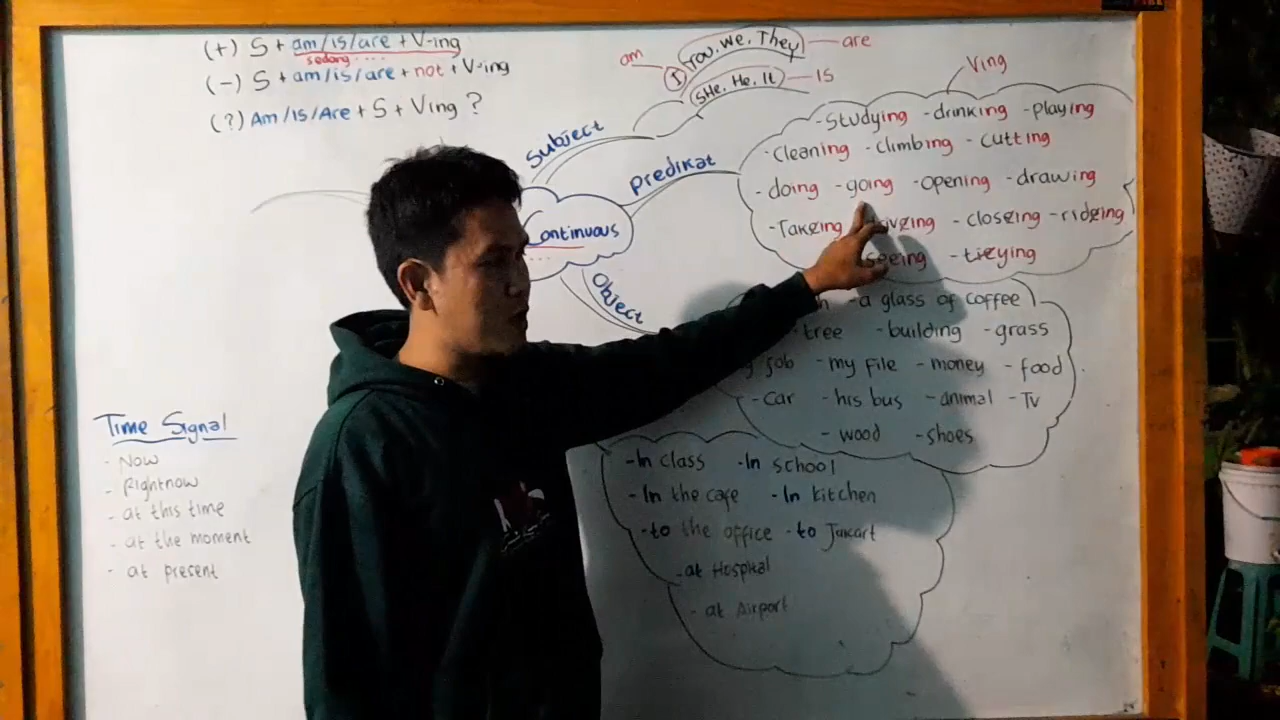 (+) S + am/is/are + V-ing
sedang ....
(-) S + am/is/are + not + V-ing
(?) Am/Is/Are + S + Ving ?
am
I
You. We. They
are
SHe. He. It
Is
Subject
Predikat
Continuous
Object
Ving
- Studying - drinking - playing
- Cleaning - climbing - cutting
- doing - going - opening - drawing
- Takeing - closeing - rideing
seeing
- a glass of coffee
- tree - building - grass
job - my file - money - food
- Car - his bus - animal - Tv
- wood - shoes
- In class - In school
- In the cafe - In kitchen
- to the office - to Jakart
- at Hospital
- at Airport
Time Signal
- Now
- Rightnow
- at this time
- at the moment
- at present